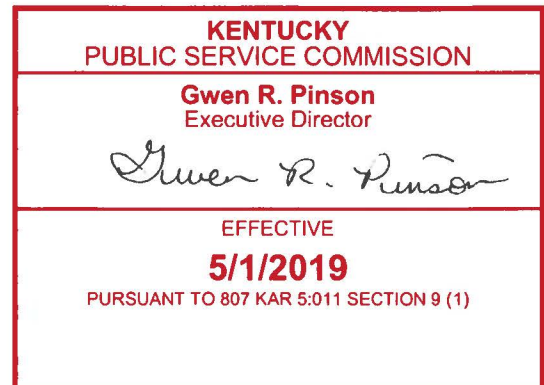 KENTUCKY
PUBLIC SERVICE COMMISSION
Gwen R. Pinson
Executive Director
Gwen R. Pinson
EFFECTIVE
5/1/2019
PURSUANT TO 807 KAR 5:011 SECTION 9 (1)